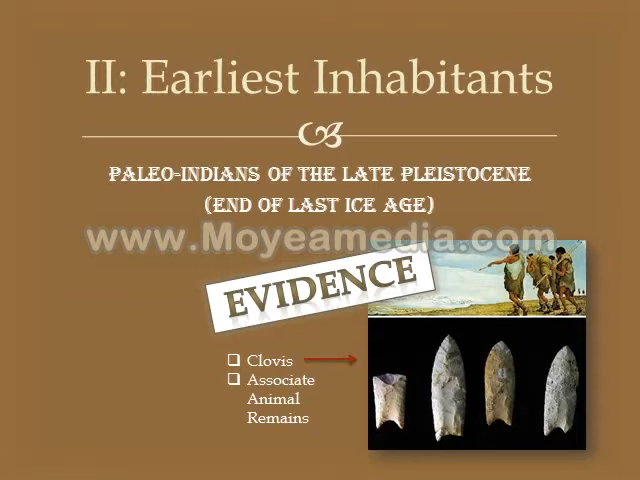 II: Earliest Inhabitants
Paleo-Indians of the Late Pleistocene
(End of last Ice Age)
www.Moyeamedia.com
EVIDENCE
Clovis
Associate
Animal
Remains